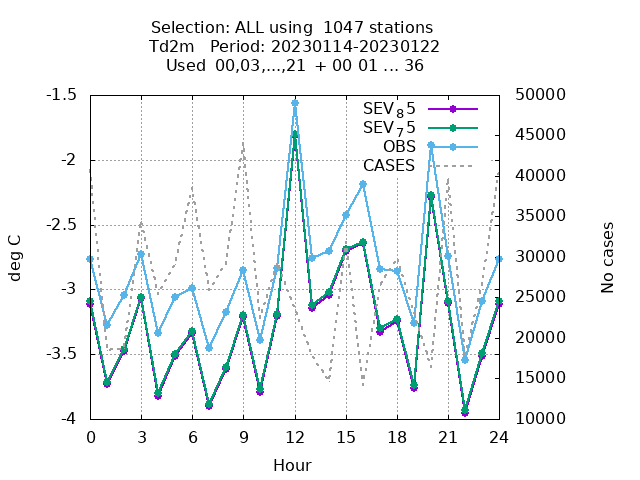 Selection: ALL using  1047 stations
Td2m   Period: 20230114-20230122
Used  00,03,...,21  + 00 01 ... 36
-1.5
-2
-2.5
-3
-3.5
-4
50000
45000
40000
35000
30000
25000
20000
15000
10000
SEV₈5
SEV₇5
OBS
CASES
deg C
No cases
0 3 6 9 12 15 18 21 24
Hour